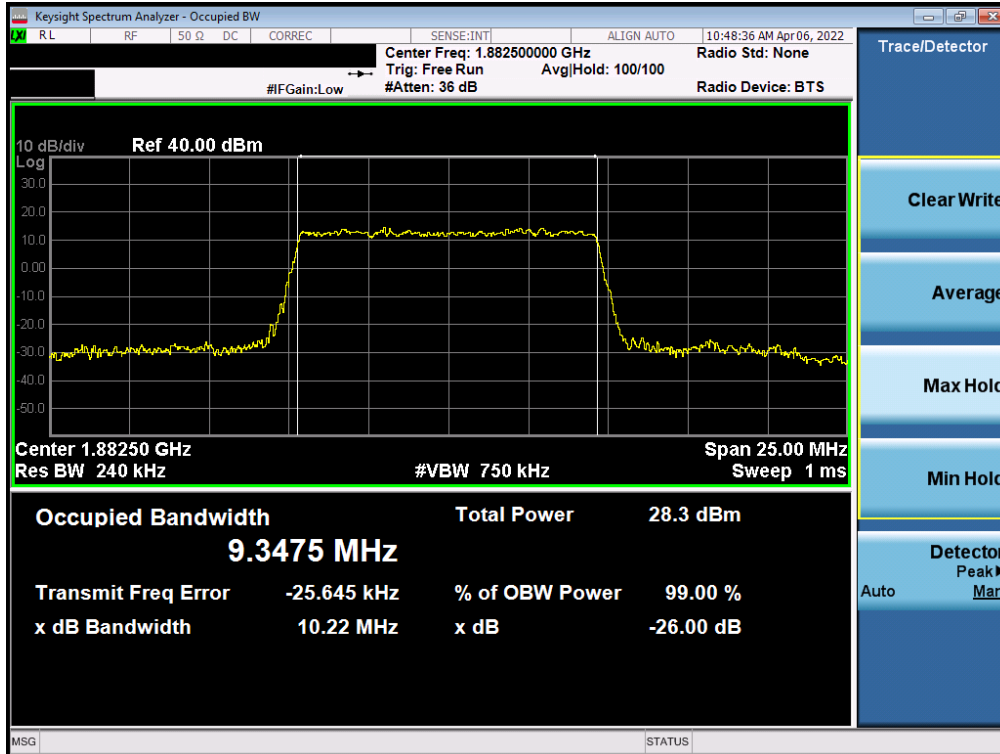 Keysight Spectrum Analyzer - Occupied BW
LXI RL RF 50 Ω DC CORREC SENSE:INT ALIGN AUTO 10:48:36 AM Apr 06, 2022
Center Freq: 1.882500000 GHz Radio Std: None
Trig: Free Run Avg|Hold: 100/100
#IFGain:Low #Atten: 36 dB Radio Device: BTS
Trace/Detector
10 dB/div Ref 40.00 dBm
Log
30.0
20.0
10.0
0.00
-10.0
-20.0
-30.0
-40.0
-50.0
Center 1.88250 GHz Span 25.00 MHz
Res BW 240 kHz #VBW 750 kHz Sweep 1 ms
Occupied Bandwidth Total Power 28.3 dBm
9.3475 MHz
Transmit Freq Error -25.645 kHz % of OBW Power 99.00 %
x dB Bandwidth 10.22 MHz x dB -26.00 dB
Clear Write
Average
Max Hold
Min Hold
Detector
Peak▶
Auto Man
MSG STATUS